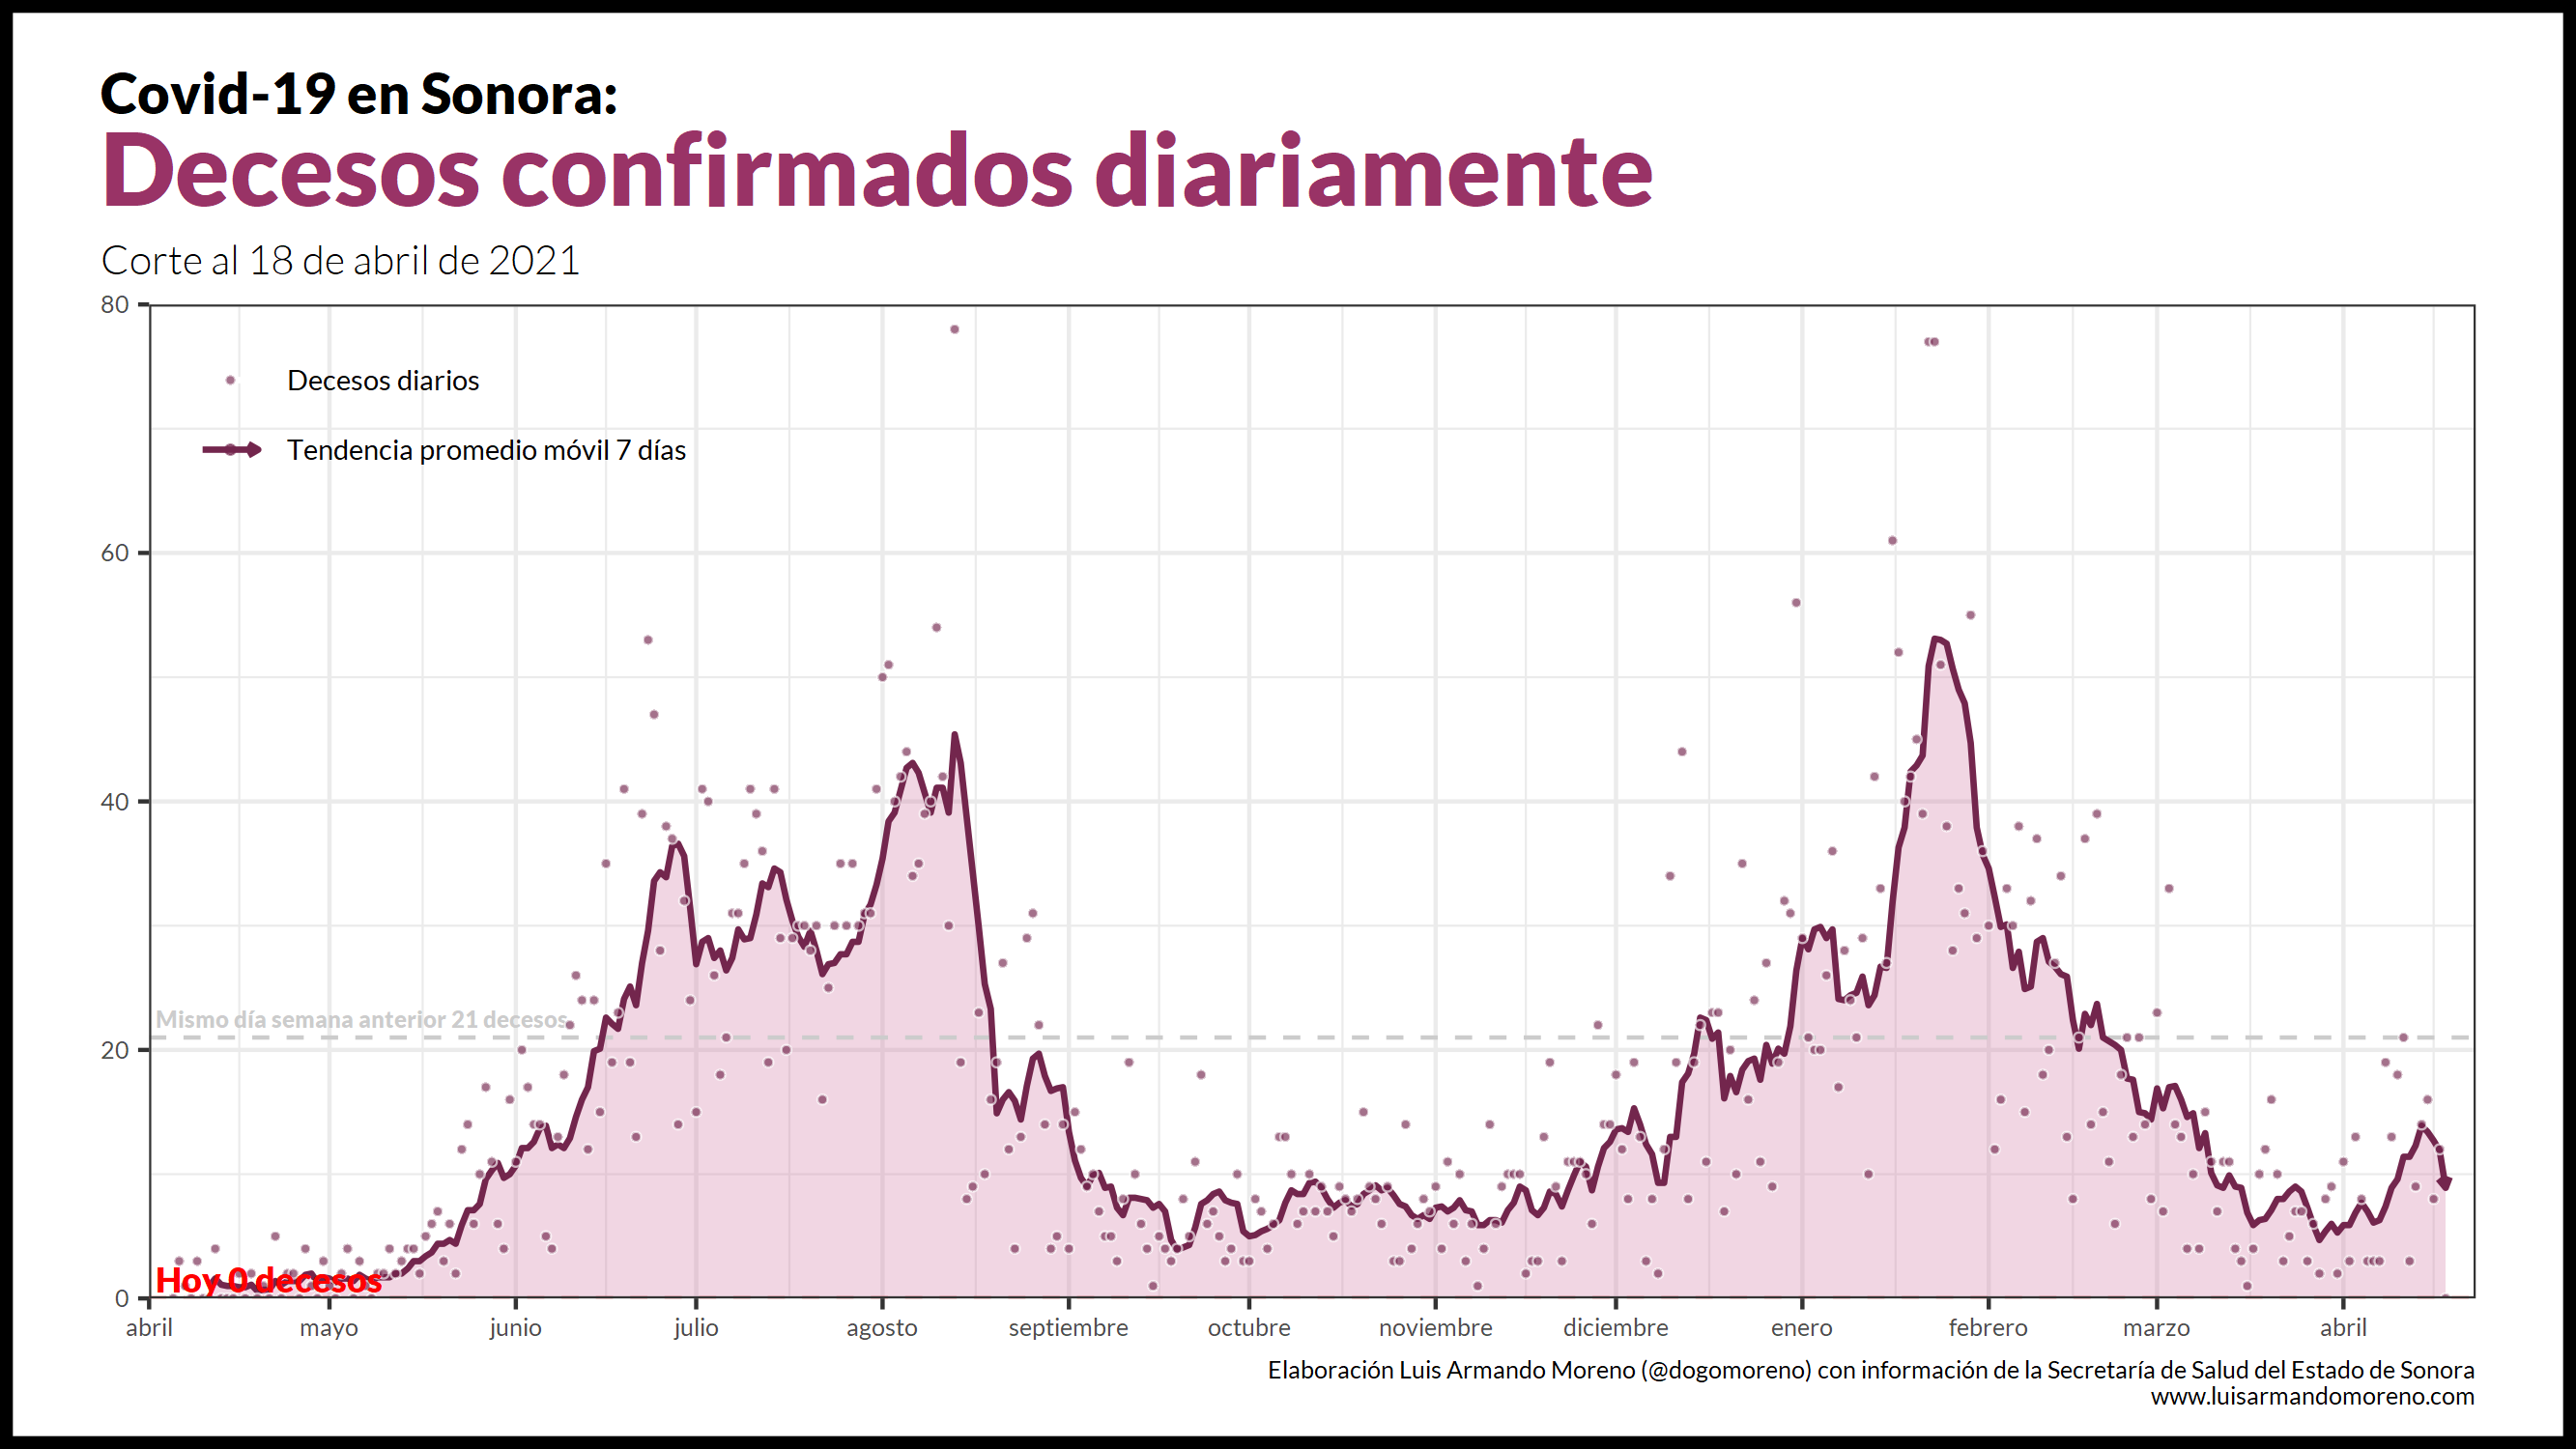 Covid-19 en Sonora:
Decesos confirmados diariamente
Corte al 18 de abril de 2021
80
60
40
20
0
Decesos diarios
Tendencia promedio móvil 7 días
Mismo día semana anterior 21 decesos
Hoy 0 decesos
abril mayo junio julio agosto septiembre octubre noviembre diciembre enero febrero marzo abril
Elaboración Luis Armando Moreno (@dogomoreno) con información de la Secretaría de Salud del Estado de Sonora
www.luisarmandomoreno.com